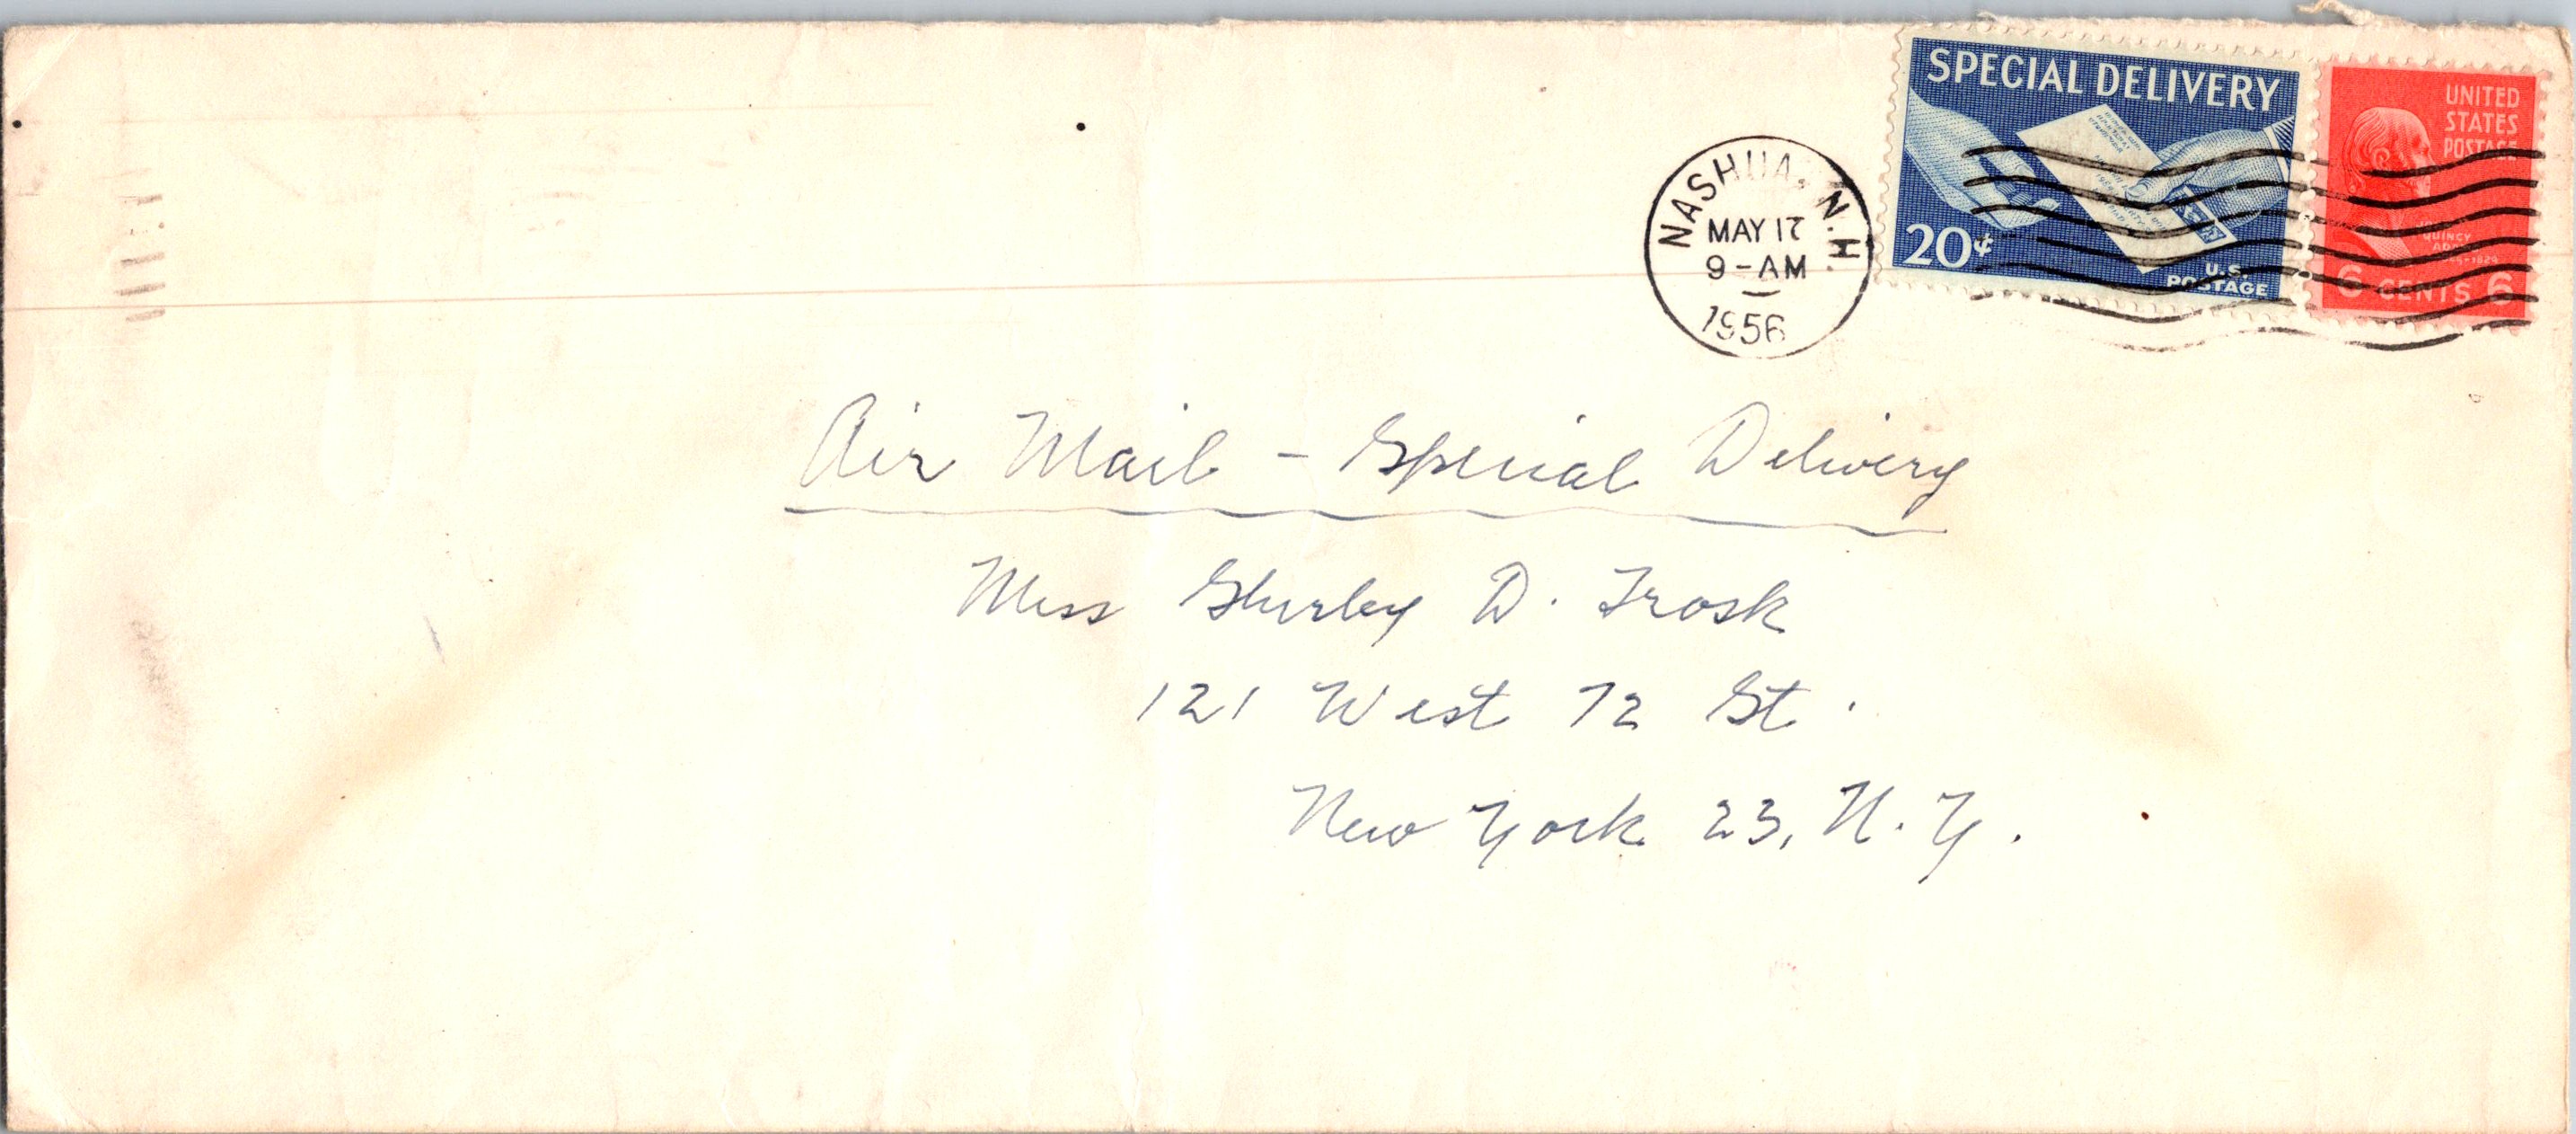 SPECIAL DELIVERY
20¢
U.S.
POSTAGE
UNITED
STATES
POSTAGE
QUINCY
6 CENTS 6
NASHUA, N.H.
MAY 17
9-AM
1956
Air Mail - Special Delivery
Miss Shirley D. Trosk
121 West 72 St.
New York 23, N.Y.